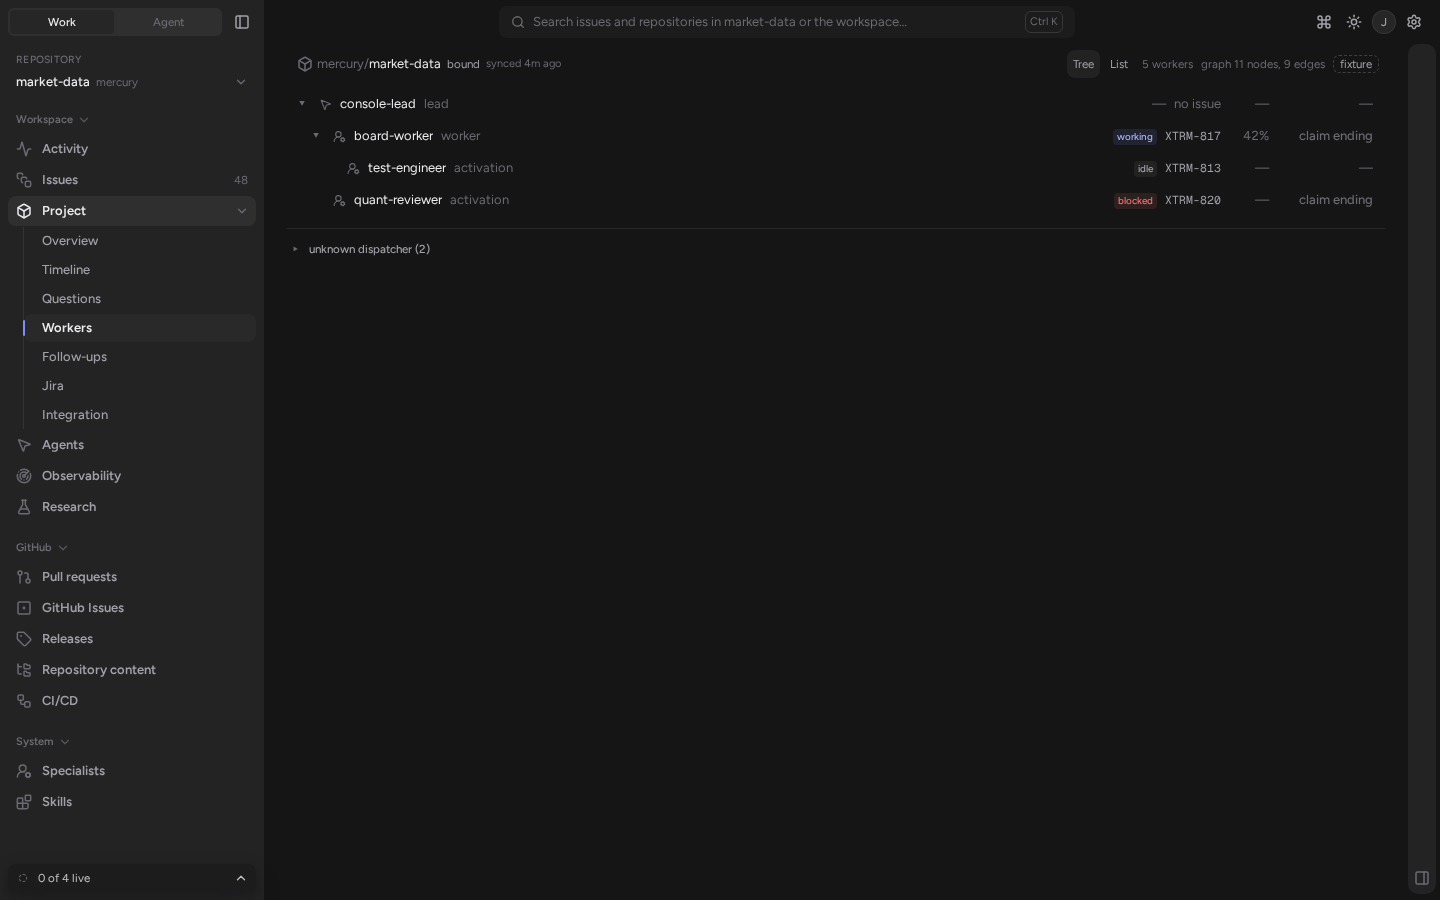 Work Agent
Search issues and repositories in market-data or the workspace... Ctrl K
J
REPOSITORY
market-data mercury
Workspace
Activity
Issues 48
Project
Overview
Timeline
Questions
Workers
Follow-ups
Jira
Integration
Agents
Observability
Research
GitHub
Pull requests
GitHub Issues
Releases
Repository content
CI/CD
System
Specialists
Skills
0 of 4 live
mercury/market-data bound synced 4m ago
Tree List 5 workers graph 11 nodes, 9 edges fixture
console-lead lead — no issue — —
board-worker worker working XTRM-817 42% claim ending
test-engineer activation idle XTRM-813 — —
quant-reviewer activation blocked XTRM-820 — claim ending
unknown dispatcher (2)